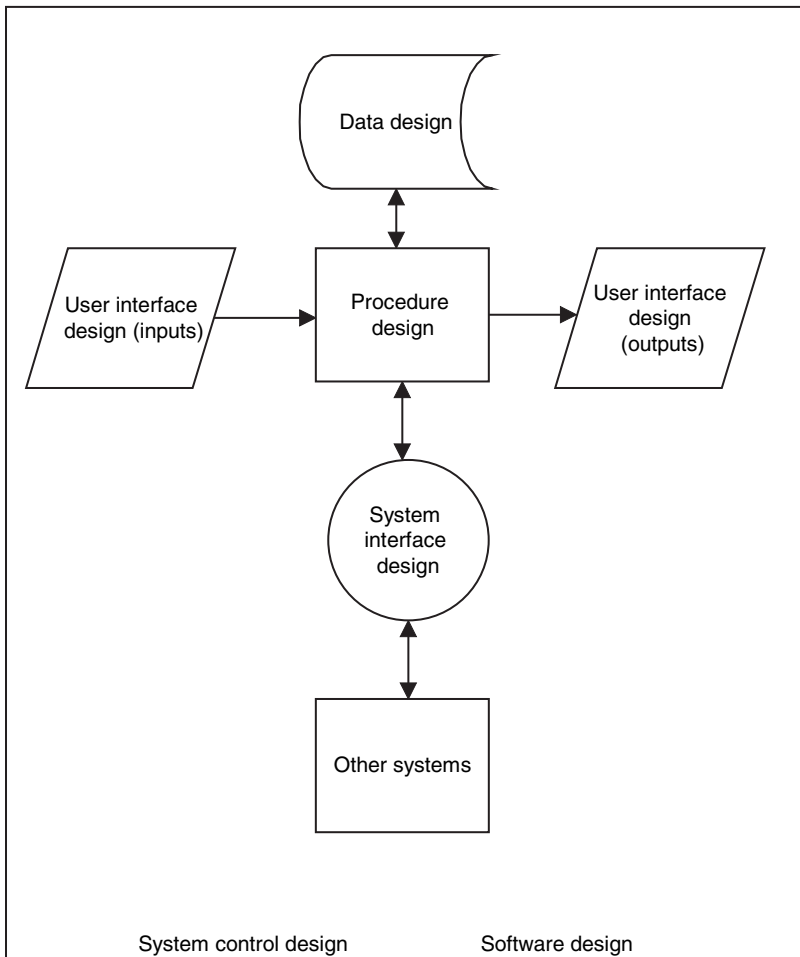 Data design
User interface
design (inputs)
Procedure
design
User interface
design
(outputs)
System
interface
design
Other systems
System control design
Software design